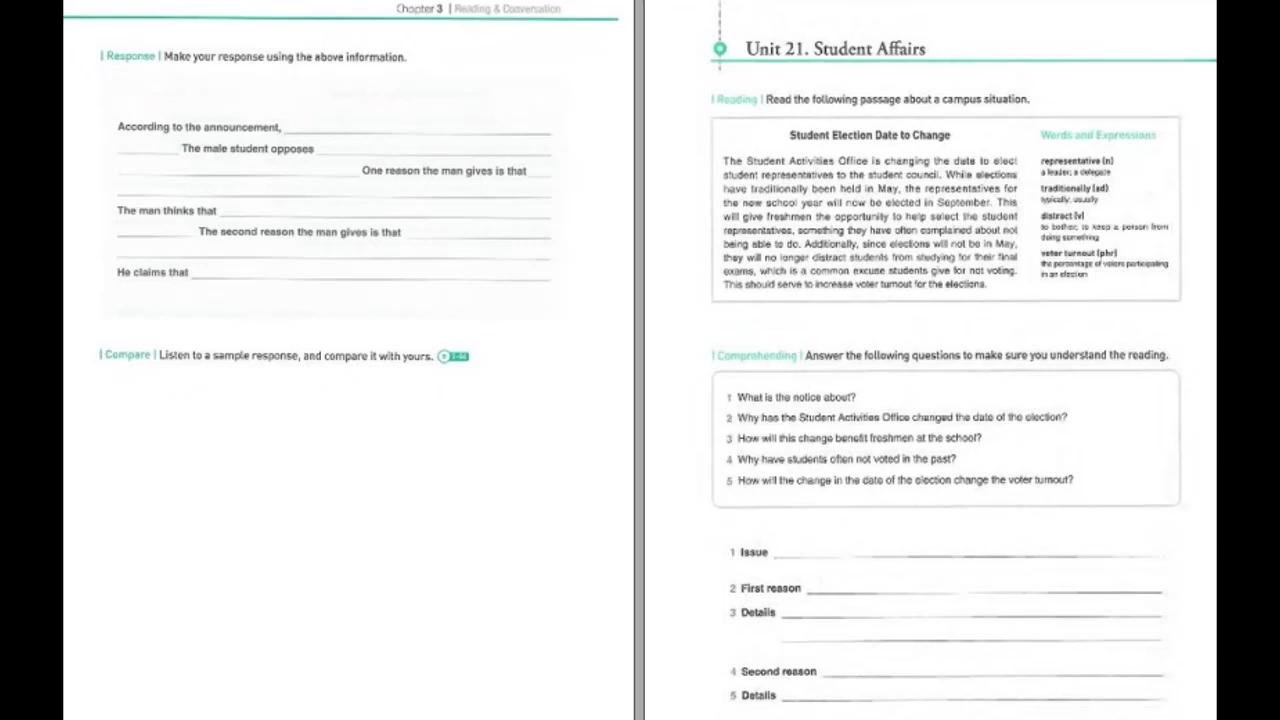 Chapter 3 | Reading & Conversation
| Response | Make your response using the above information.
According to the announcement,
The male student opposes
One reason the man gives is that
The man thinks that
The second reason the man gives is that
He claims that
| Compare | Listen to a sample response, and compare it with yours.
Unit 21. Student Affairs
| Reading | Read the following passage about a campus situation.
Student Election Date to Change
The Student Activities Office is changing the date to elect
student representatives to the student council. While elections
have traditionally been held in May, the representatives for
the new school year will now be elected in September. This
will give freshmen the opportunity to help select the student
representatives, something they have often complained about not
being able to do. Additionally, since elections will not be in May,
they will no longer distract students from studying for their final
exams, which is a common excuse students give for not voting.
This should serve to increase voter turnout for the elections.
Words and Expressions
representative (n)
a leader; a delegate
traditionally (ad)
typically; usually
distract (v)
to bother; to keep a person from
doing something
voter turnout (phr)
the percentage of voters participating
in an election
| Comprehending | Answer the following questions to make sure you understand the reading.
1 What is the notice about?
2 Why has the Student Activities Office changed the date of the election?
3 How will this change benefit freshmen at the school?
4 Why have students often not voted in the past?
5 How will the change in the date of the election change the voter turnout?
1 Issue
2 First reason
3 Details
4 Second reason
5 Details